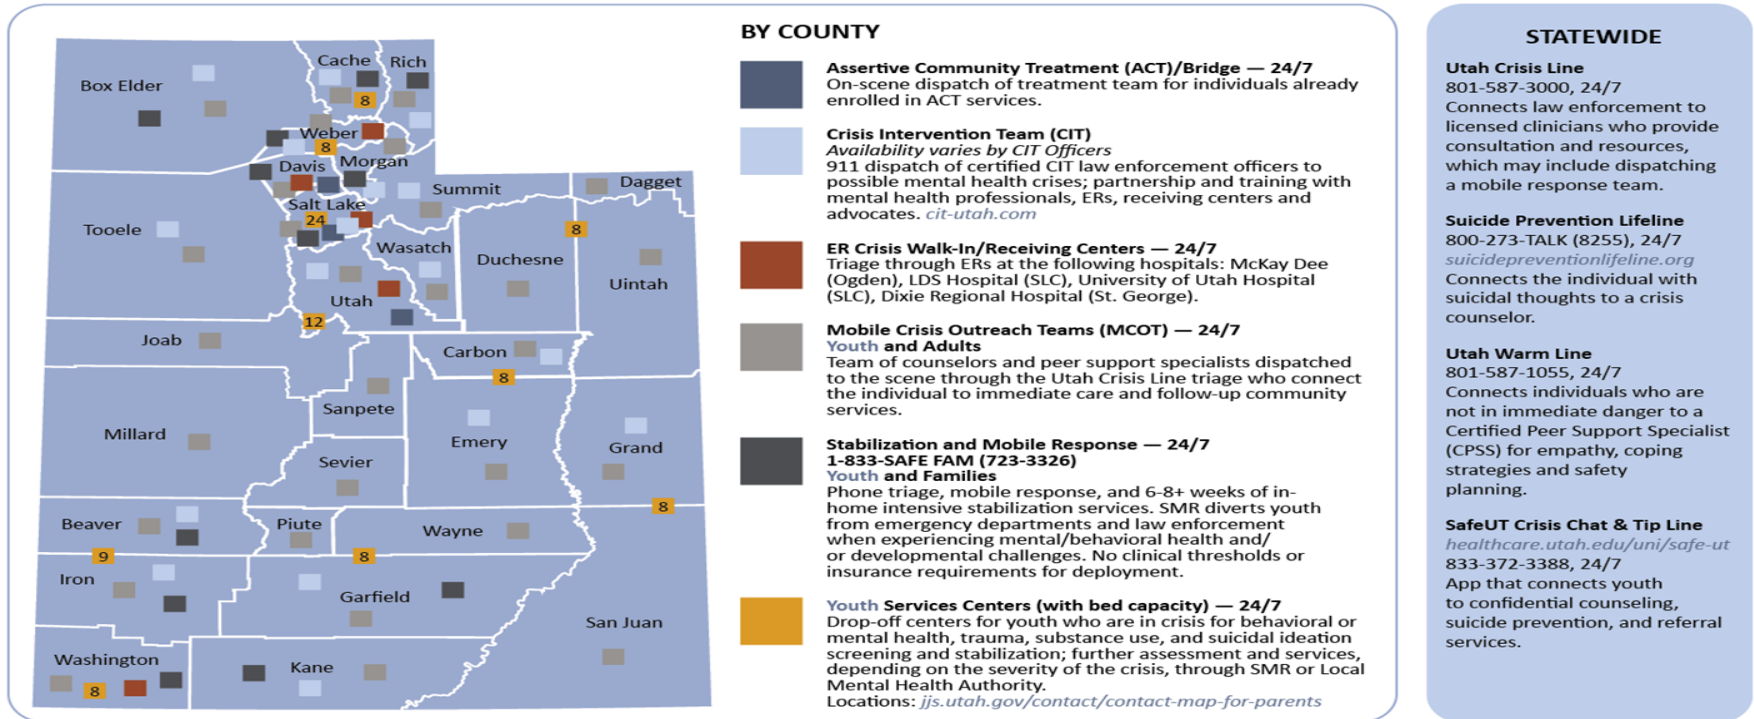 Cache
Rich
Box Elder
8
Weber
8
Davis
Morgan
Summit
Dagget
Salt Lake
24
Tooele
8
Wasatch
Duchesne
Uintah
Utah
12
Joab
Carbon
8
Sanpete
Millard
Emery
Grand
Sevier
8
Beaver
Piute
Wayne
9
8
Iron
Garfield
San Juan
Washington
Kane
8
BY COUNTY
Assertive Community Treatment (ACT)/Bridge — 24/7
On-scene dispatch of treatment team for individuals already
enrolled in ACT services.
Crisis Intervention Team (CIT)
Availability varies by CIT Officers
911 dispatch of certified CIT law enforcement officers to
possible mental health crises; partnership and training with
mental health professionals, ERs, receiving centers and
advocates. cit-utah.com
ER Crisis Walk-In/Receiving Centers — 24/7
Triage through ERs at the following hospitals: McKay Dee
(Ogden), LDS Hospital (SLC), University of Utah Hospital
(SLC), Dixie Regional Hospital (St. George).
Mobile Crisis Outreach Teams (MCOT) — 24/7
Youth and Adults
Team of counselors and peer support specialists dispatched
to the scene through the Utah Crisis Line triage who connect
the individual to immediate care and follow-up community
services.
Stabilization and Mobile Response — 24/7
1-833-SAFE FAM (723-3326)
Youth and Families
Phone triage, mobile response, and 6-8+ weeks of in-
home intensive stabilization services. SMR diverts youth
from emergency departments and law enforcement
when experiencing mental/behavioral health and/
or developmental challenges. No clinical thresholds or
insurance requirements for deployment.
Youth Services Centers (with bed capacity) — 24/7
Drop-off centers for youth who are in crisis for behavioral or
mental health, trauma, substance use, and suicidal ideation
screening and stabilization; further assessment and services,
depending on the severity of the crisis, through SMR or Local
Mental Health Authority.
Locations: jjs.utah.gov/contact/contact-map-for-parents
STATEWIDE
Utah Crisis Line
801-587-3000, 24/7
Connects law enforcement to
licensed clinicians who provide
consultation and resources,
which may include dispatching
a mobile response team.
Suicide Prevention Lifeline
800-273-TALK (8255), 24/7
suicidepreventionlifeline.org
Connects the individual with
suicidal thoughts to a crisis
counselor.
Utah Warm Line
801-587-1055, 24/7
Connects individuals who are
not in immediate danger to a
Certified Peer Support Specialist
(CPSS) for empathy, coping
strategies and safety
planning.
SafeUT Crisis Chat & Tip Line
healthcare.utah.edu/uni/safe-ut
833-372-3388, 24/7
App that connects youth
to confidential counseling,
suicide prevention, and referral
services.